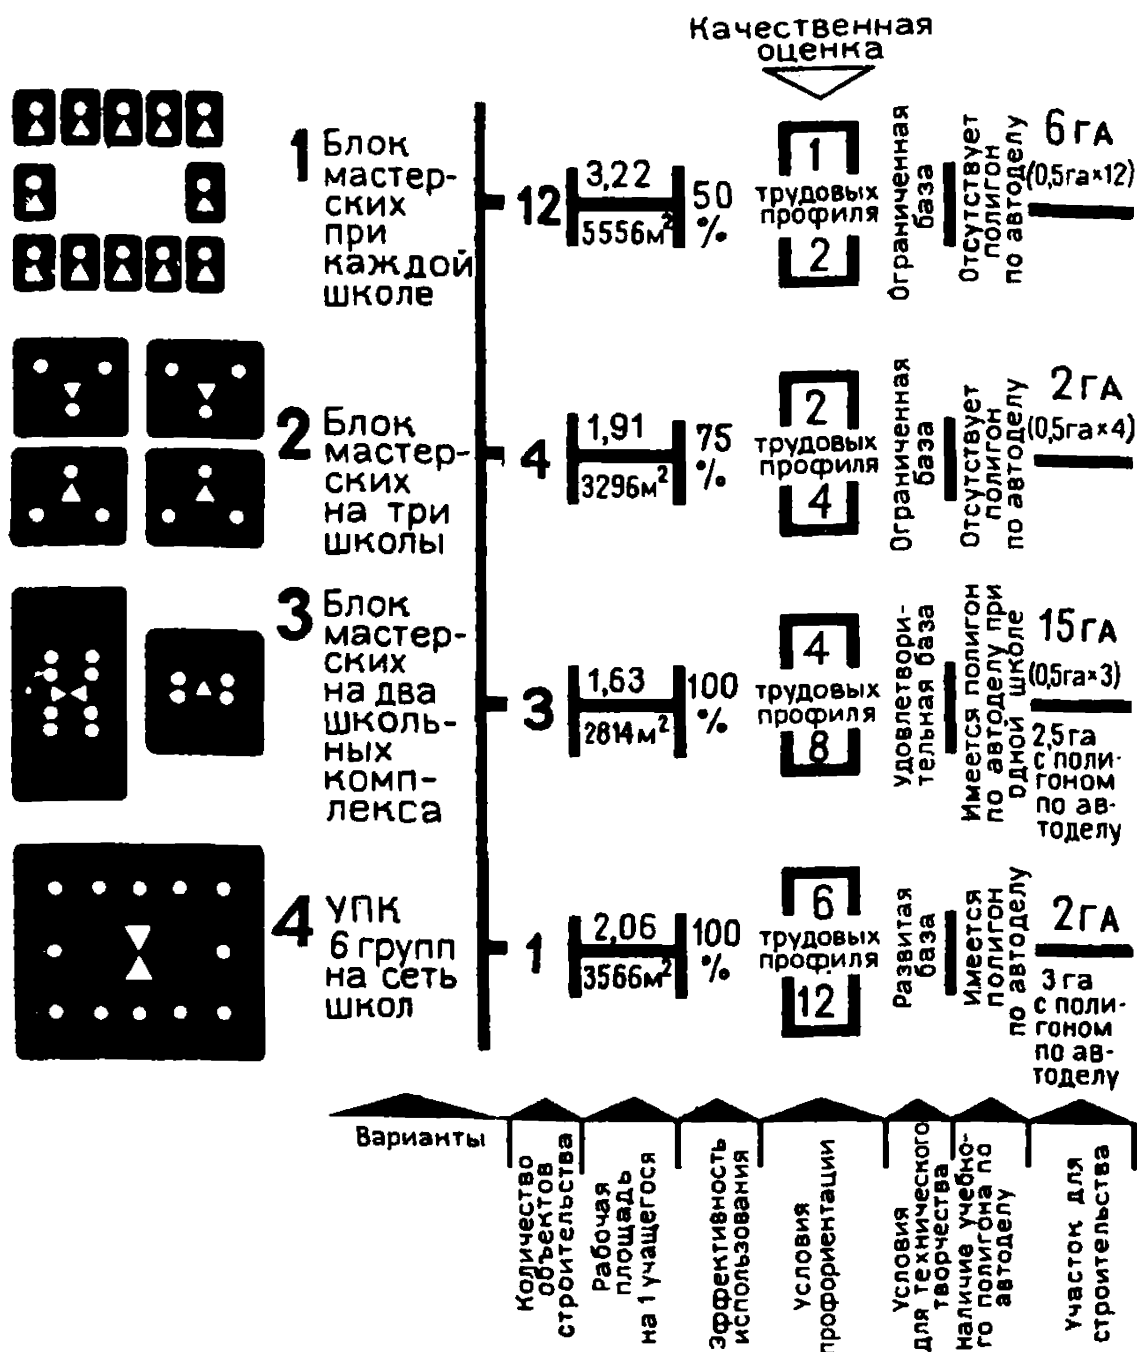 Качественная
оценка
1 Блок
мастер-
ских
при
каждой
школе
12
3,22
5556м²
50
%
1
трудовых
профиля
2
Ограниченная
база
Отсутствует
полигон
по автоделу
6 ГА
(0,5га×12)
2 Блок
мастер-
ских
на три
школы
4
1,91
3296м²
75
%
2
трудовых
профиля
4
Ограниченная
база
Отсутствует
полигон
по автоделу
2 ГА
(0,5га×4)
3 Блок
мастер-
ских
на два
школь-
ных
комп-
лекса
3
1,63
2814м²
100
%
4
трудовых
профиля
8
Удовлетвори-
тельная база
Имеется полигон
по автоделу при
одной школе
15 ГА
(0,5га×3)
2,5 га
с поли-
гоном
по ав-
тоделу
4 УПК
6 групп
на сеть
школ
1
2,06
3566м²
100
%
6
трудовых
профиля
12
Развитая
база
Имеется
полигон
по автоделу
2 ГА
3 га
с поли-
гоном
по ав-
тоделу
Варианты
Количество
объектов
строительства
Рабочая
площадь
на 1 учащегося
Эффективность
использования
Условия
профориентации
Условия
для технического
творчества
наличие учебно-
го полигона по
автоделу
Участок для
строительства